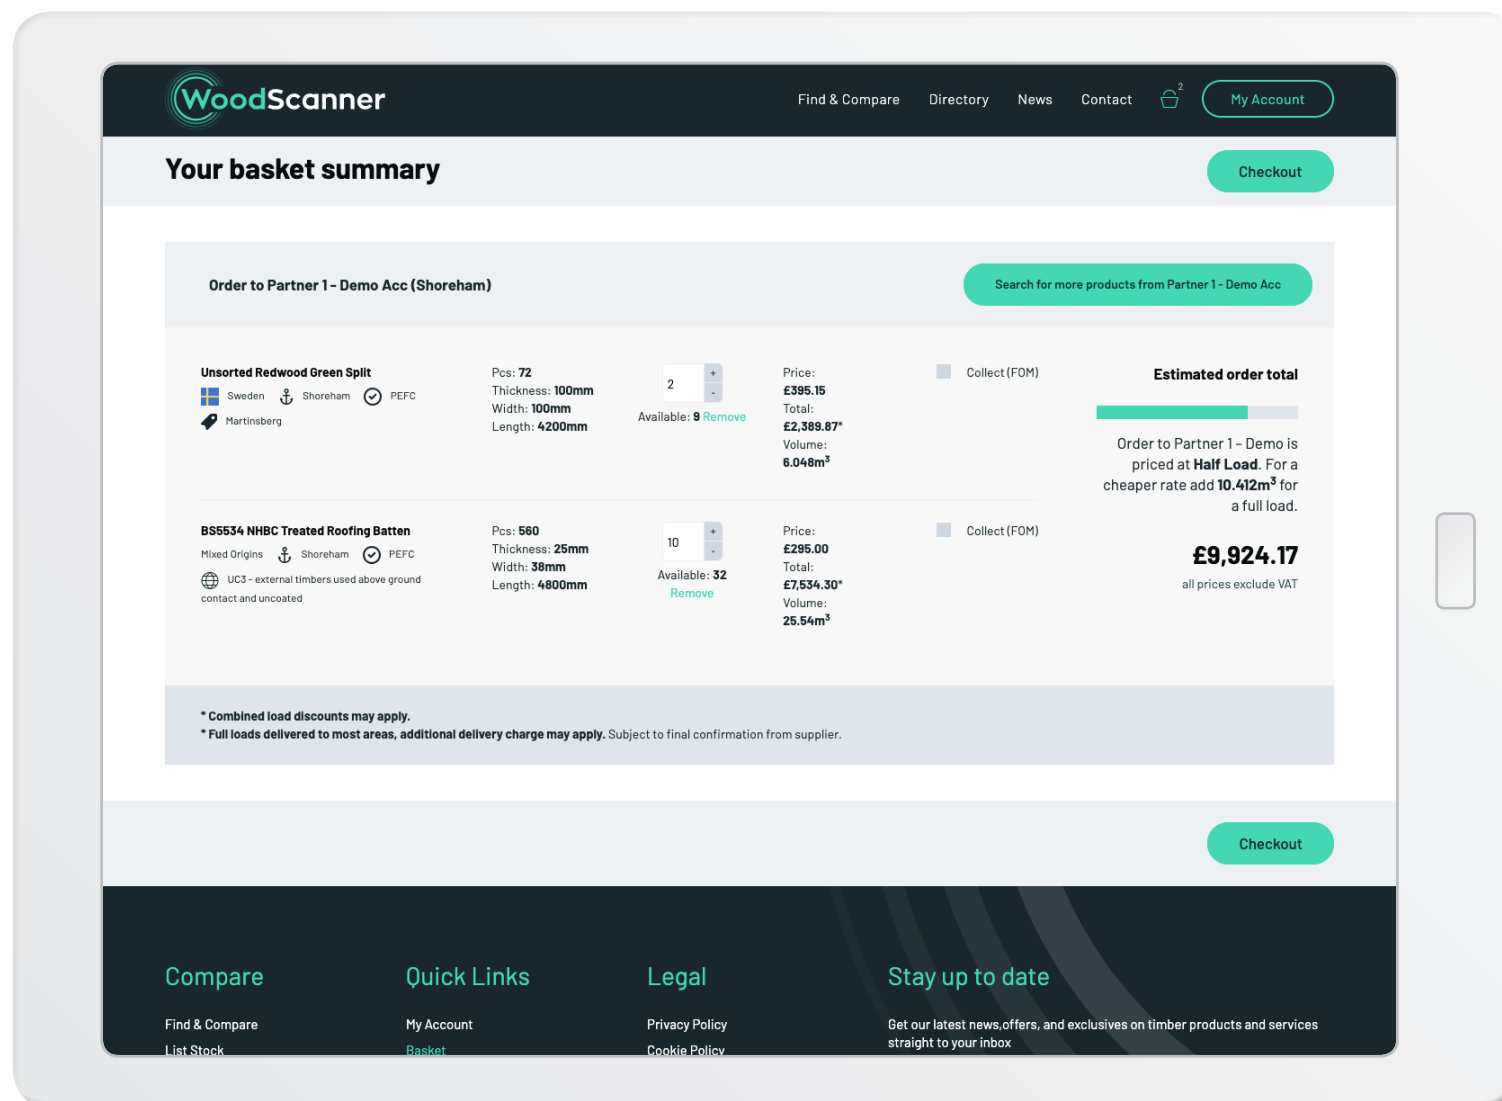 WoodScanner
Find & Compare
Directory
News
Contact
2
My Account
Your basket summary
Checkout
Order to Partner 1 - Demo Acc (Shoreham)
Search for more products from Partner 1 - Demo Acc
Unsorted Redwood Green Split
Sweden
Shoreham
PEFC
Martinsberg
Pcs: 72
Thickness: 100mm
Width: 100mm
Length: 4200mm
2
+
-
Available: 9 Remove
Price:
£395.15
Total:
£2,389.87*
Volume:
6.048m³
Collect (FOM)
BS5534 NHBC Treated Roofing Batten
Mixed Origins
Shoreham
PEFC
UC3 - external timbers used above ground
contact and uncoated
Pcs: 560
Thickness: 25mm
Width: 38mm
Length: 4800mm
10
+
-
Available: 32
Remove
Price:
£295.00
Total:
£7,534.30*
Volume:
25.54m³
Collect (FOM)
Estimated order total
Order to Partner 1 – Demo is
priced at Half Load. For a
cheaper rate add 10.412m³ for
a full load.
£9,924.17
all prices exclude VAT
* Combined load discounts may apply.
* Full loads delivered to most areas, additional delivery charge may apply. Subject to final confirmation from supplier.
Checkout
Compare
Find & Compare
List Stock
Quick Links
My Account
Basket
Legal
Privacy Policy
Cookie Policy
Stay up to date
Get our latest news,offers, and exclusives on timber products and services
straight to your inbox